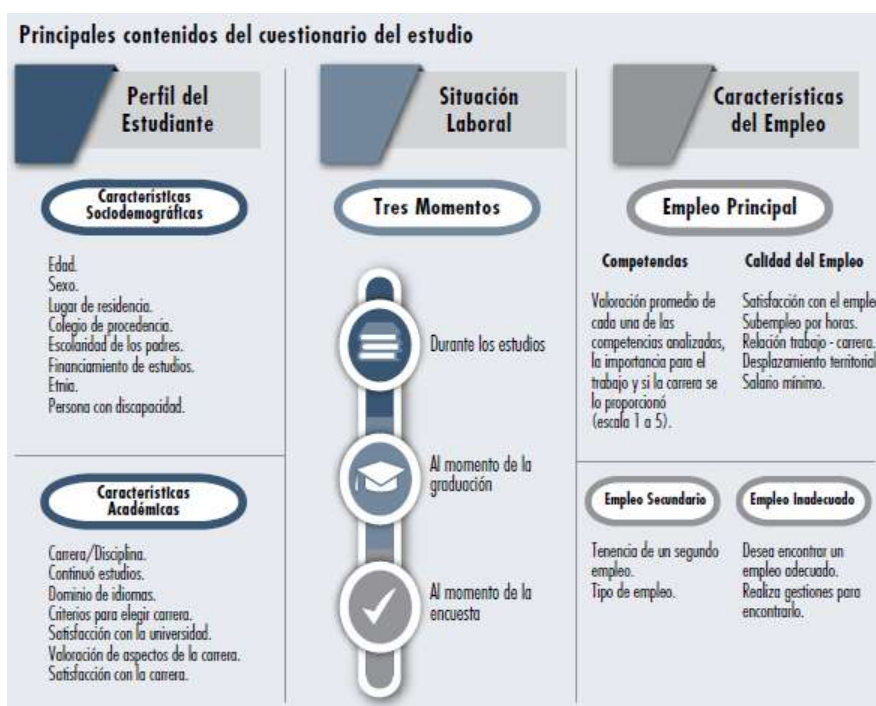 Principales contenidos del cuestionario del estudio
Perfil del
Estudiante
Características
Sociodemográficas
Edad.
Sexo.
Lugar de residencia.
Colegio de procedencia.
Escolaridad de los padres.
Financiamiento de estudios.
Etnia.
Persona con discapacidad.
Características
Académicas
Carrera/Disciplina.
Continuó estudios.
Dominio de idiomas.
Criterios para elegir carrera.
Satisfacción con la universidad.
Valoración de aspectos de la carrera.
Satisfacción con la carrera.
Situación
Laboral
Tres Momentos
Durante los estudios
Al momento de la
graduación
Al momento de la
encuesta
Características
del Empleo
Empleo Principal
Competencias
Valoración promedio de
cada una de las
competencias analizadas,
la importancia para el
trabajo y si la carrera se
lo proporcionó
(escala 1 a 5).
Calidad del Empleo
Satisfacción con el emple
Subempleo por horas.
Relación trabajo - carrera.
Desplazamiento territorial
Salario mínimo.
Empleo Secundario
Tenencia de un segundo
empleo.
Tipo de empleo.
Empleo Inadecuado
Desea encontrar un
empleo adecuado.
Realiza gestiones para
encontrarlo.